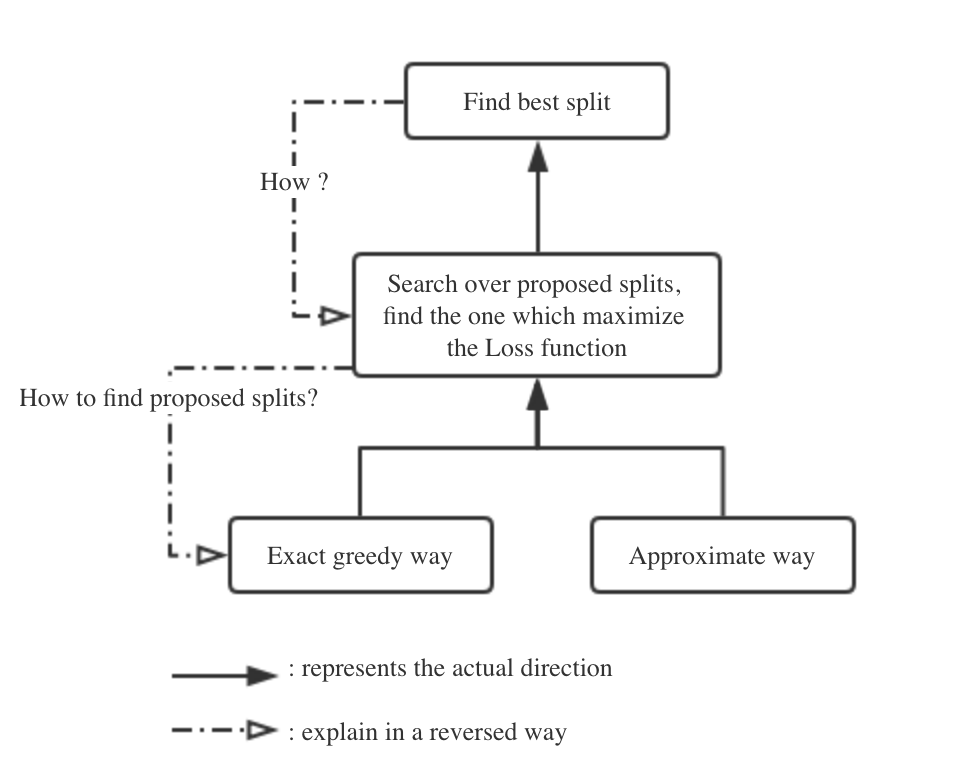 Find best split
How ?
Search over proposed splits,
find the one which maximize
the Loss function
How to find proposed splits?
Exact greedy way
Approximate way
: represents the actual direction
: explain in a reversed way